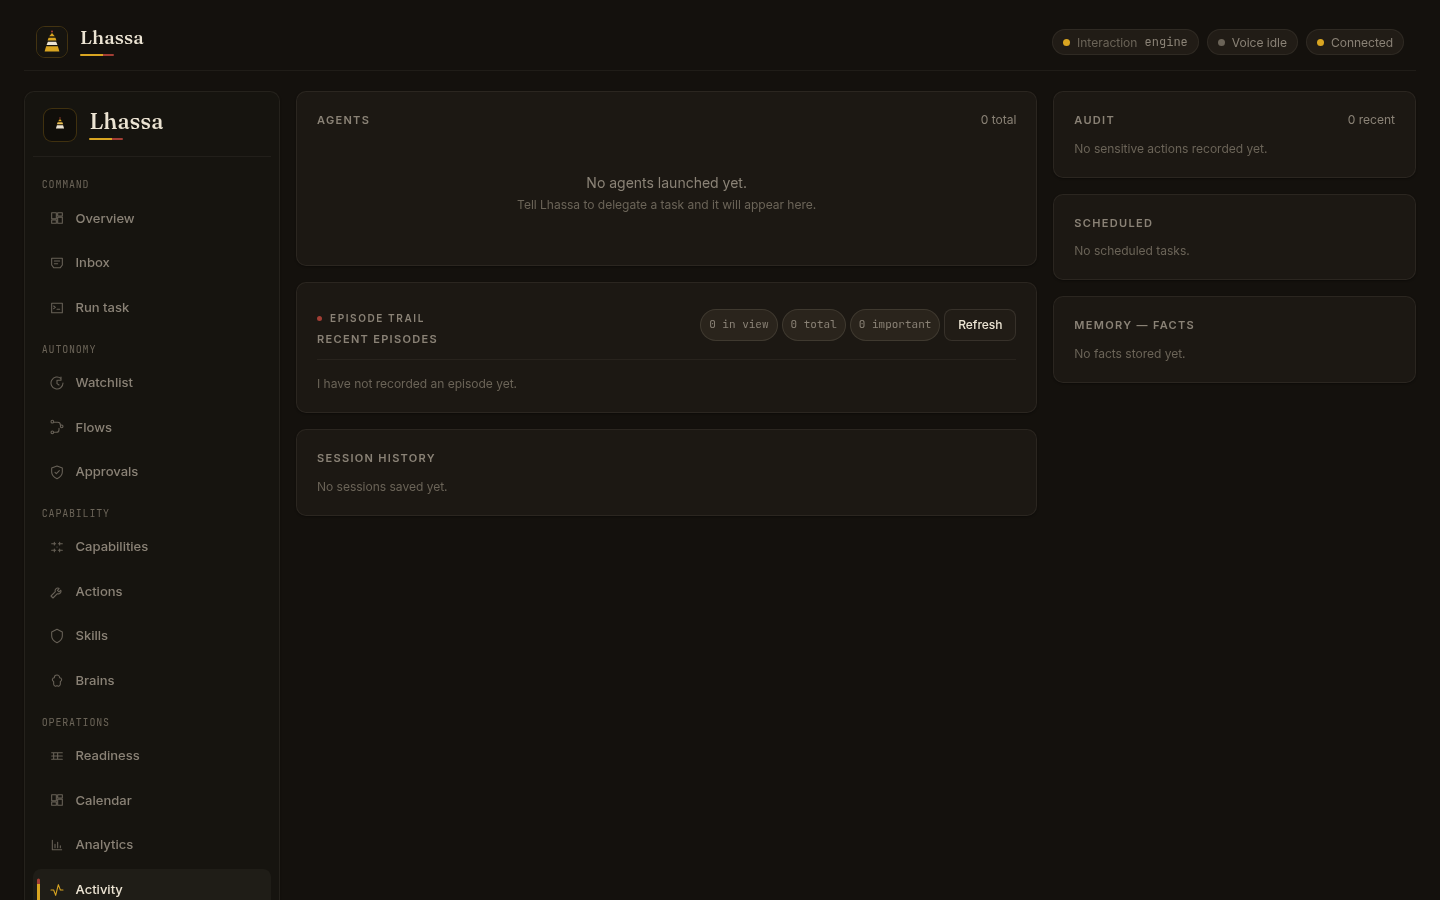 Lhassa
Interaction engine
Voice idle
Connected
Lhassa
COMMAND
Overview
Inbox
Run task
AUTONOMY
Watchlist
Flows
Approvals
CAPABILITY
Capabilities
Actions
Skills
Brains
OPERATIONS
Readiness
Calendar
Analytics
Activity
AGENTS
0 total
No agents launched yet.
Tell Lhassa to delegate a task and it will appear here.
EPISODE TRAIL
RECENT EPISODES
0 in view
0 total
0 important
Refresh
I have not recorded an episode yet.
SESSION HISTORY
No sessions saved yet.
AUDIT
0 recent
No sensitive actions recorded yet.
SCHEDULED
No scheduled tasks.
MEMORY — FACTS
No facts stored yet.